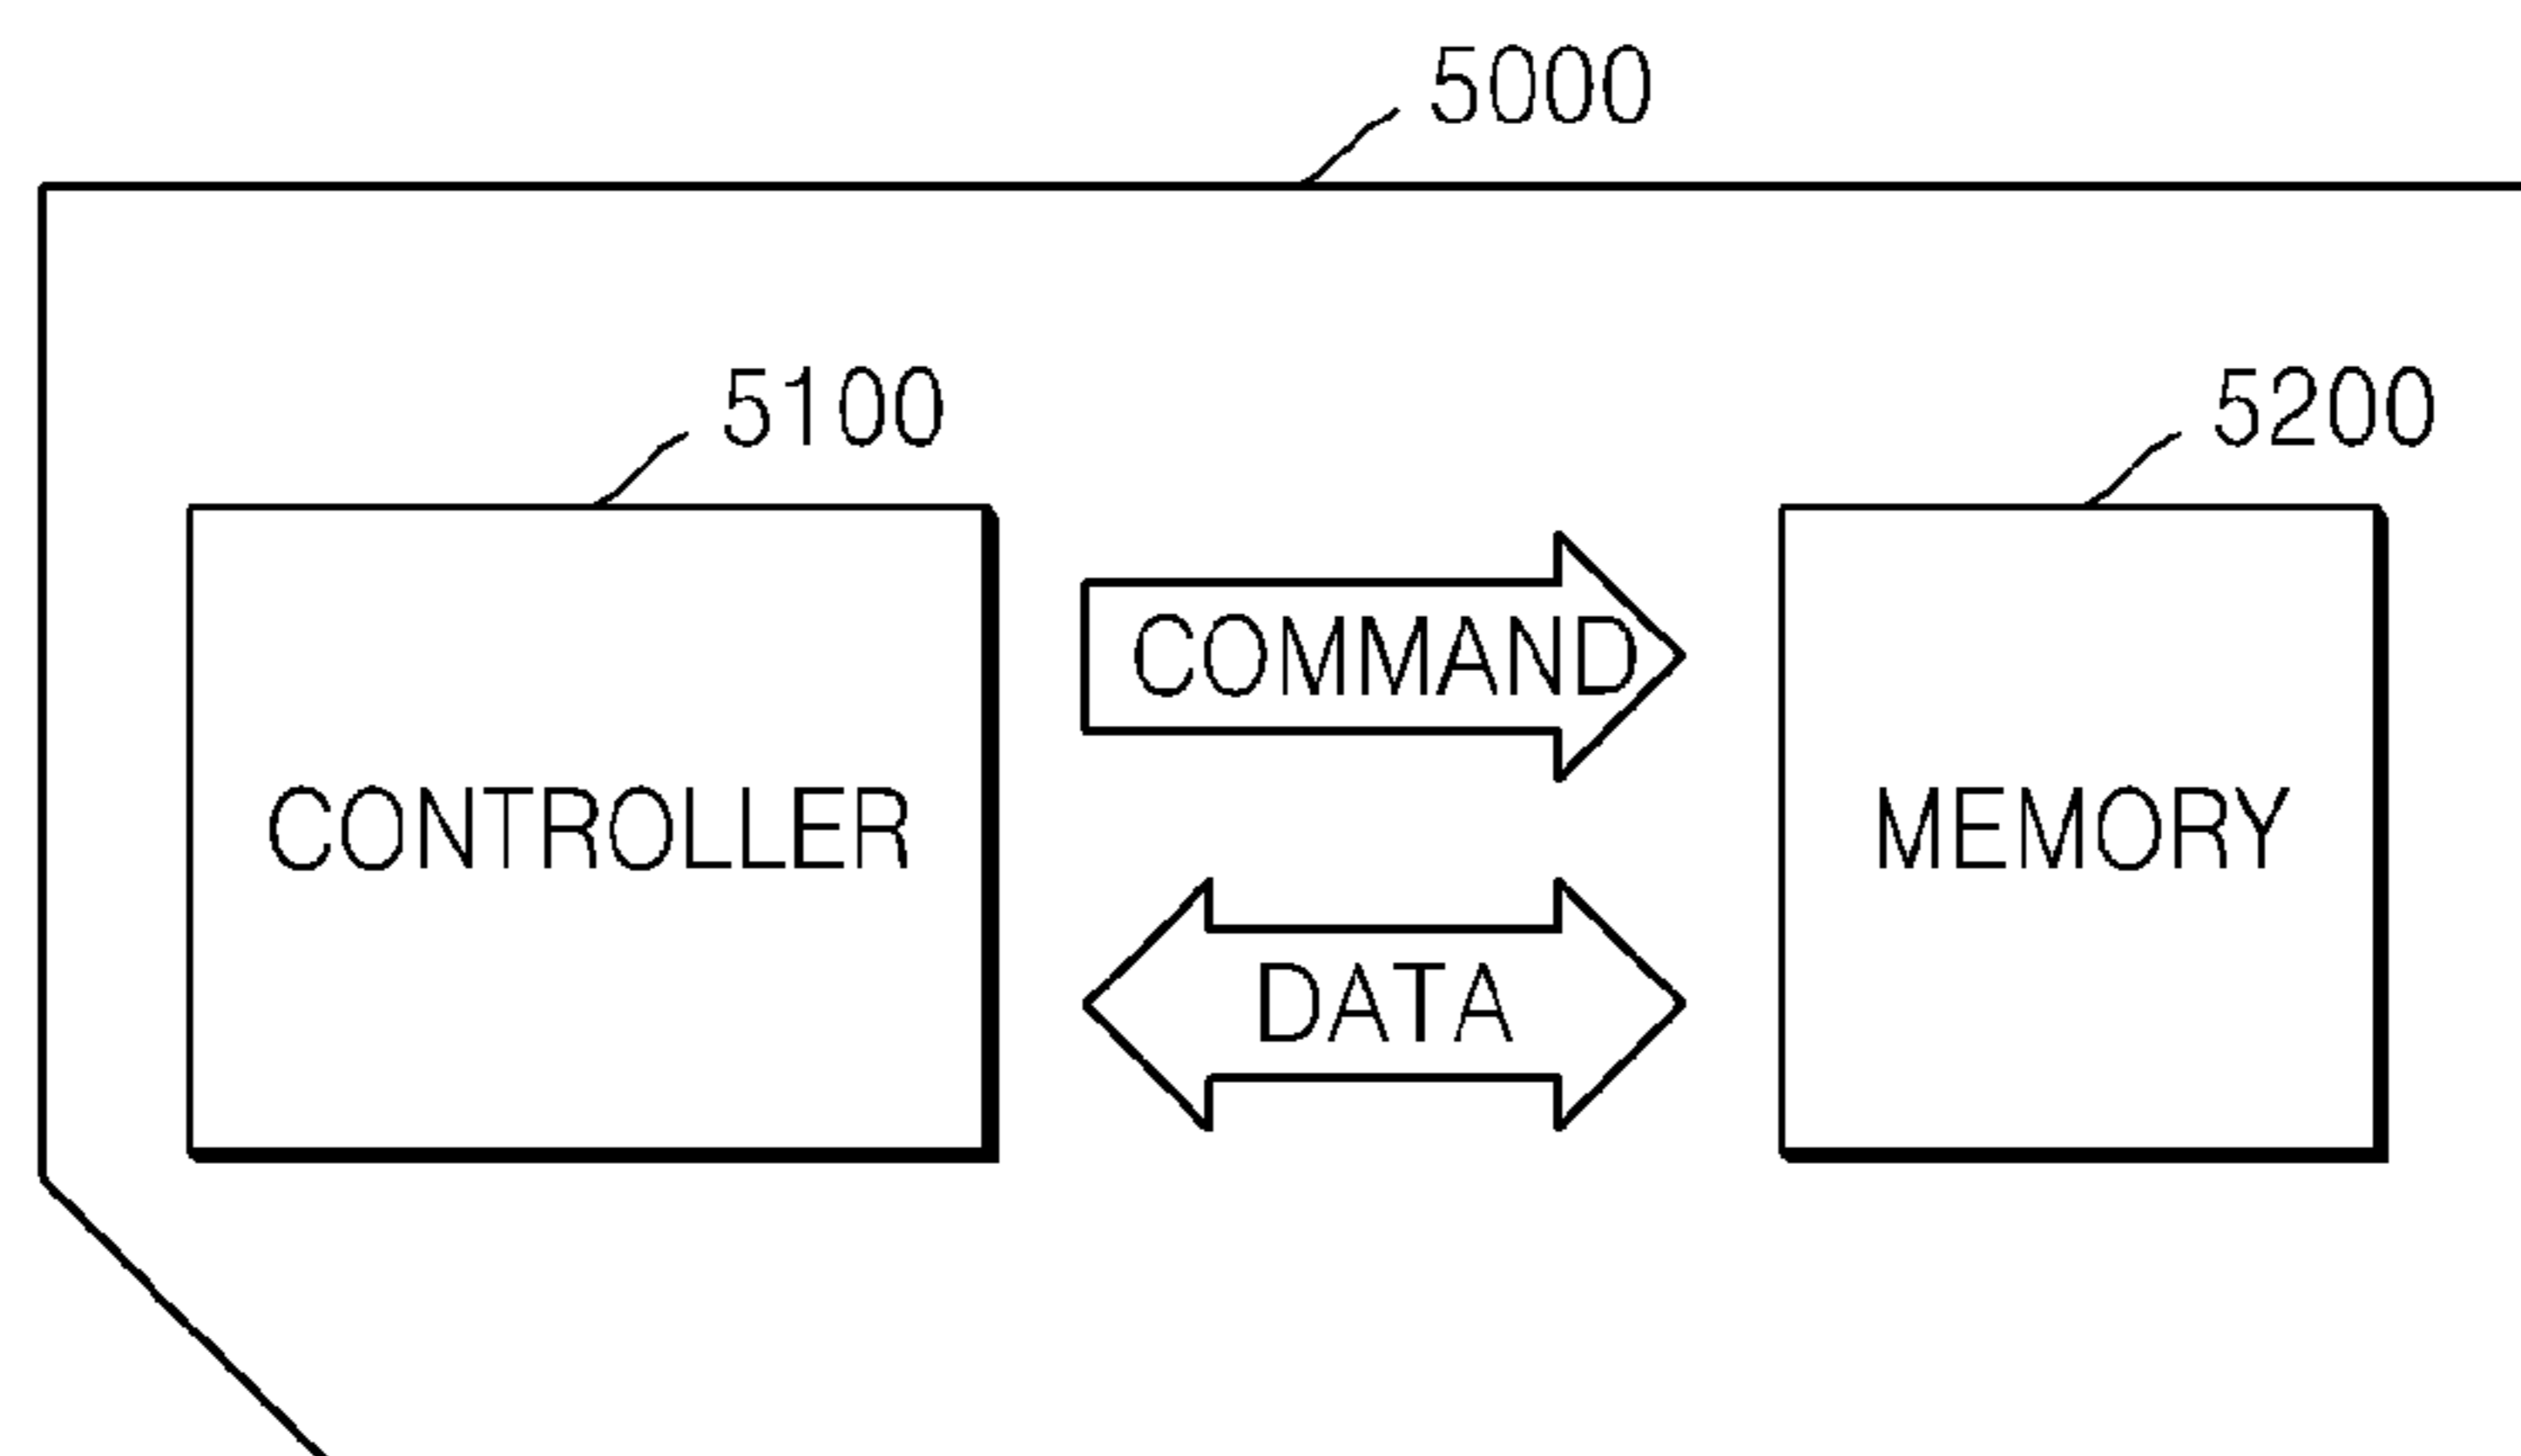 5000
5100
5200
COMMAND
CONTROLLER
MEMORY
DATA